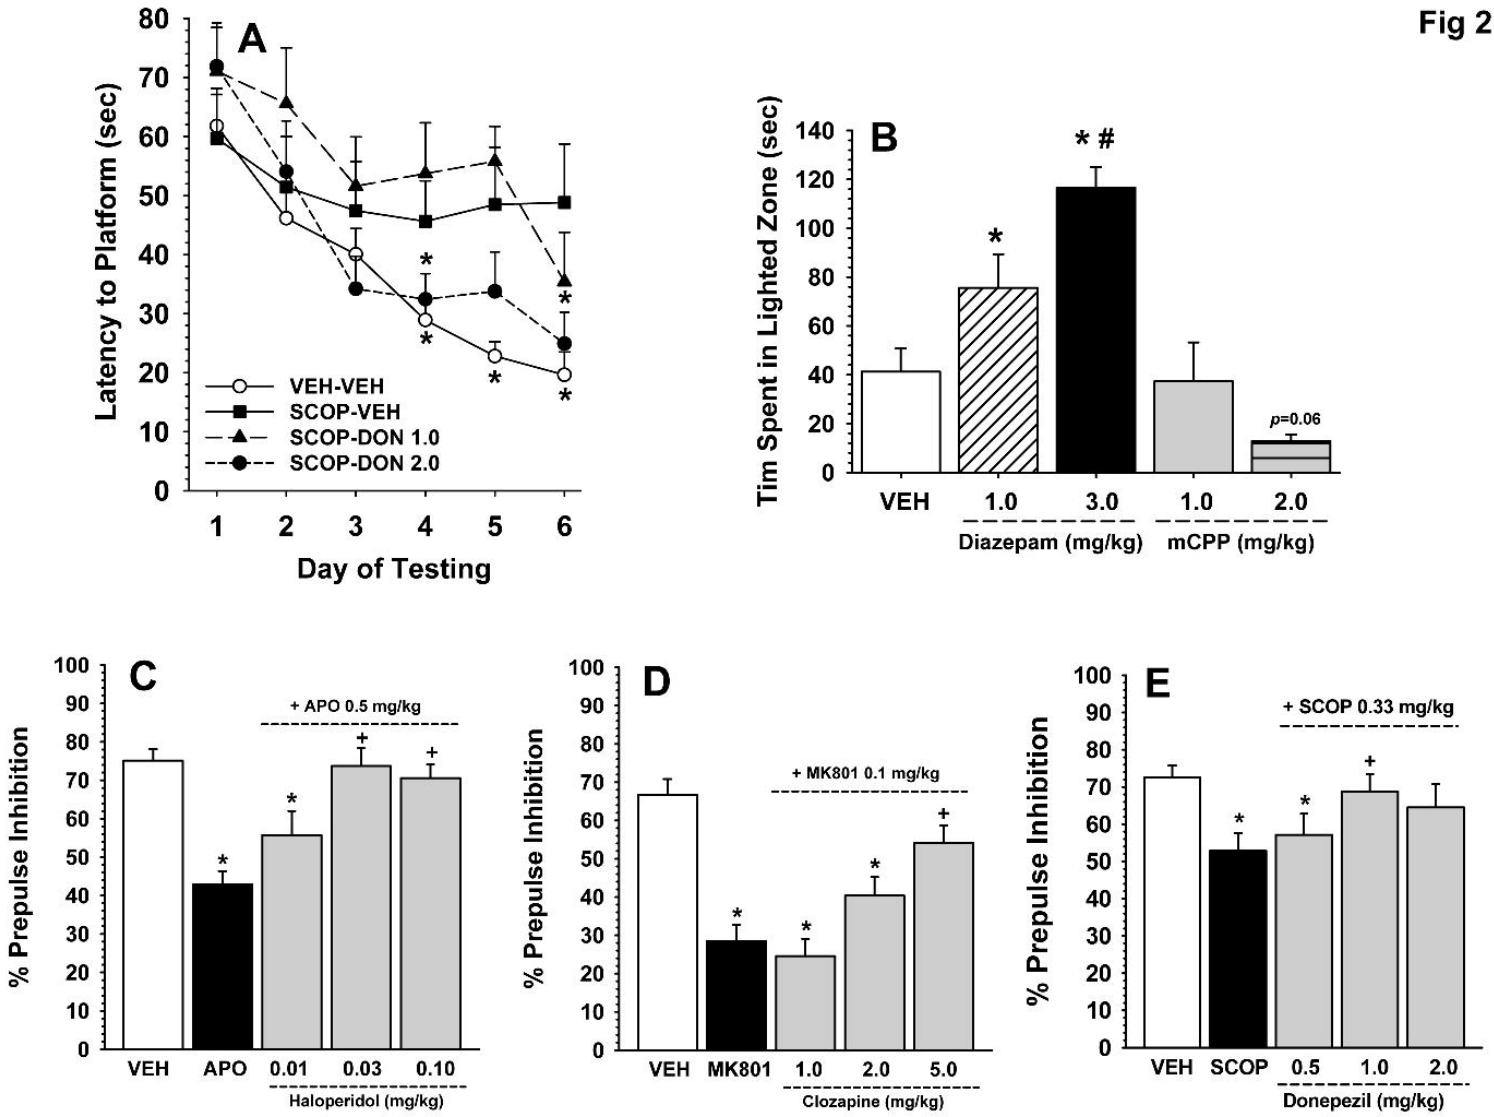 Fig 2
A
80
70
60
50
40
30
20
10
0
Latency to Platform (sec)
*
*
*
*
*
VEH-VEH
SCOP-VEH
SCOP-DON 1.0
SCOP-DON 2.0
1 2 3 4 5 6
Day of Testing
B
140
120
100
80
60
40
20
0
Tim Spent in Lighted Zone (sec)
*
* #
p=0.06
VEH 1.0 3.0 1.0 2.0
Diazepam (mg/kg) mCPP (mg/kg)
C
100
90
80
70
60
50
40
30
20
10
0
% Prepulse Inhibition
+ APO 0.5 mg/kg
*
*
+
+
VEH APO 0.01 0.03 0.10
Haloperidol (mg/kg)
D
100
90
80
70
60
50
40
30
20
10
0
% Prepulse Inhibition
+ MK801 0.1 mg/kg
*
*
*
+
VEH MK801 1.0 2.0 5.0
Clozapine (mg/kg)
E
100
90
80
70
60
50
40
30
20
10
0
% Prepulse Inhibition
+ SCOP 0.33 mg/kg
*
*
+
VEH SCOP 0.5 1.0 2.0
Donepezil (mg/kg)